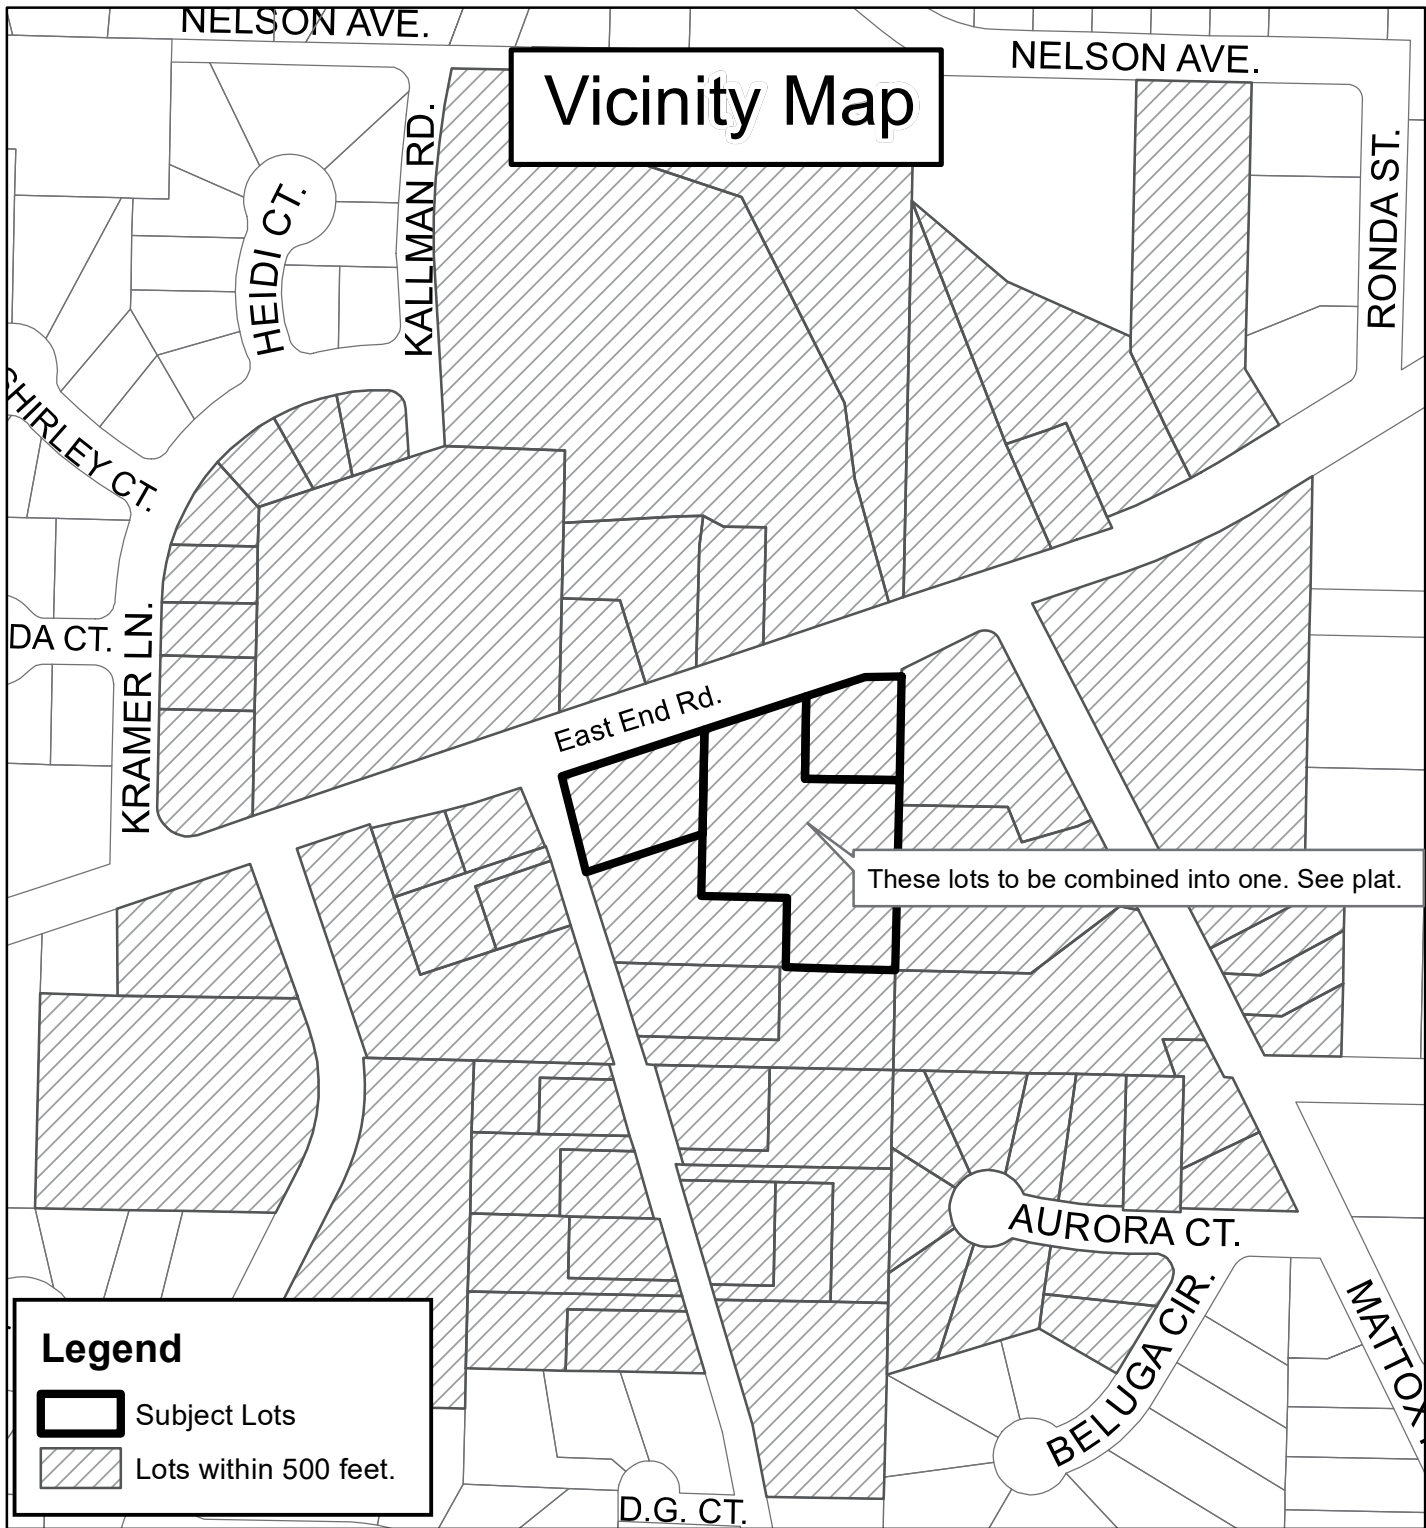 NELSON AVE.
NELSON AVE.
Vicinity Map
KALLMAN RD.
HEIDI CT.
RONDA ST.
SHIRLEY CT.
DA CT.
KRAMER LN.
East End Rd.
These lots to be combined into one. See plat.
AURORA CT.
BELUGA CIR.
MATTOX
D.G. CT.
Legend
Subject Lots
Lots within 500 feet.